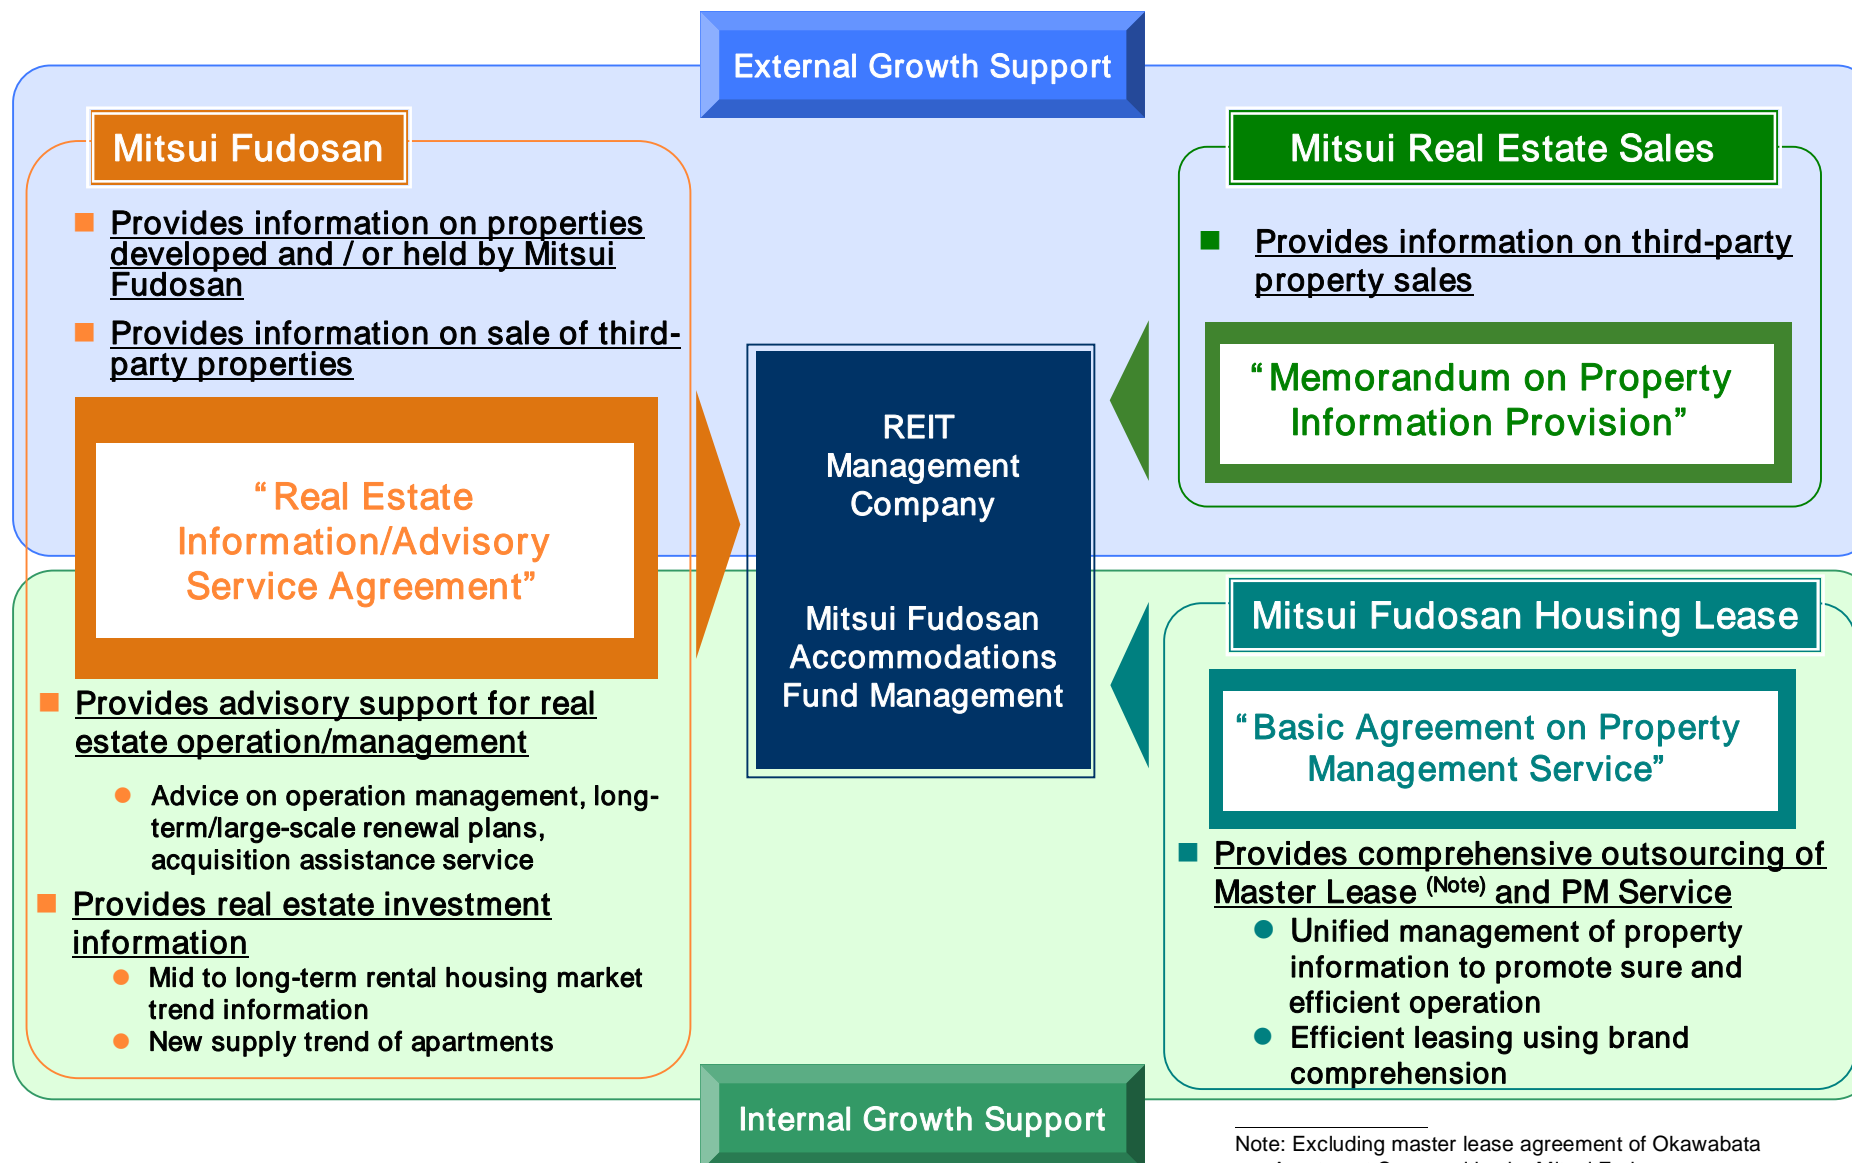 External Growth Support
Mitsui Fudosan
Provides information on properties
developed and / or held by Mitsui
Fudosan
Provides information on sale of third-
party properties
“Real Estate
Information/Advisory
Service Agreement”
Provides advisory support for real
estate operation/management
Advice on operation management, long-
term/large-scale renewal plans,
acquisition assistance service
Provides real estate investment
information
Mid to long-term rental housing market
trend information
New supply trend of apartments
REIT
Management
Company
Mitsui Fudosan
Accommodations
Fund Management
Mitsui Real Estate Sales
Provides information on third-party
property sales
“Memorandum on Property
Information Provision”
Mitsui Fudosan Housing Lease
“Basic Agreement on Property
Management Service”
Provides comprehensive outsourcing of
Master Lease (Note) and PM Service
Unified management of property
information to promote sure and
efficient operation
Efficient leasing using brand
comprehension
Internal Growth Support
Note: Excluding master lease agreement of Okawabata